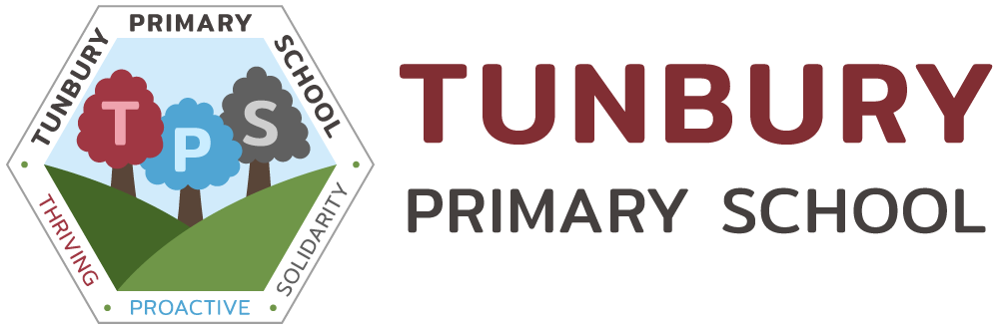 TUNBURY PRIMARY SCHOOL
T P S
THRIVING
PROACTIVE
SOLIDARITY
TUNBURY
PRIMARY SCHOOL